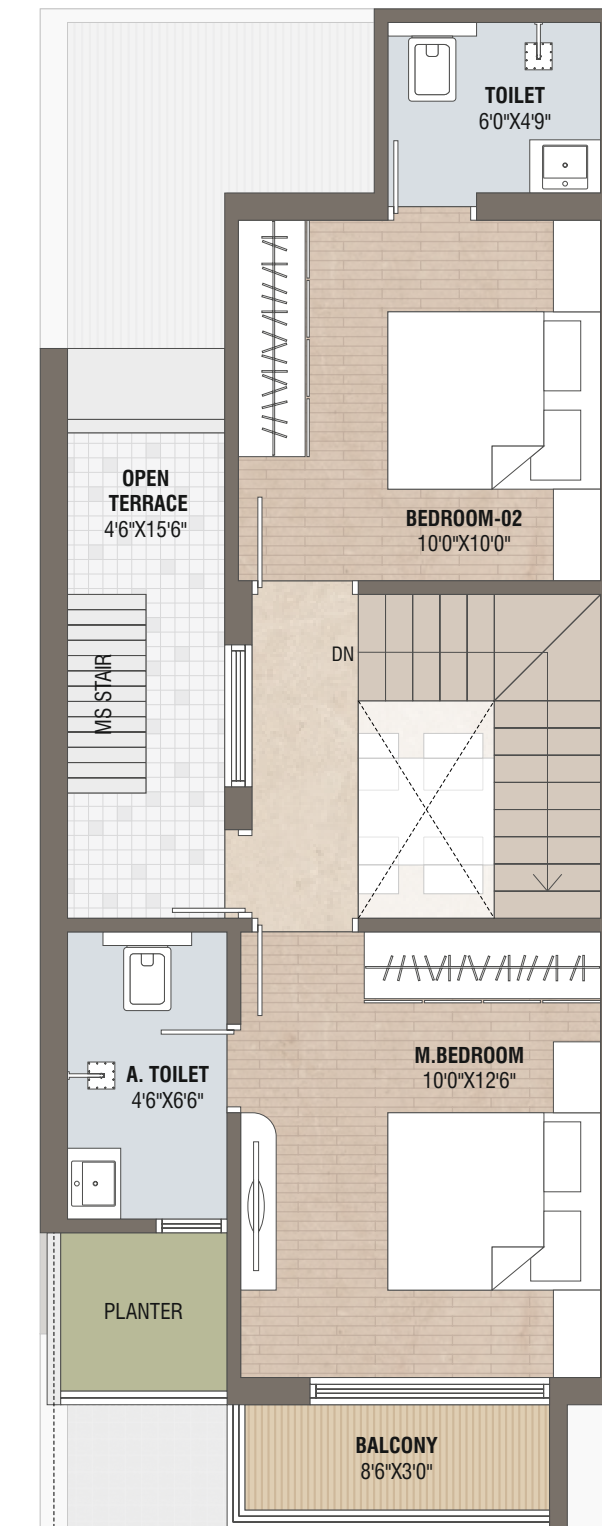 TOILET
6'0"X4'9"
OPEN
TERRACE
4'6"X15'6"
BEDROOM-02
10'0"X10'0"
DN
MS STAIR
M.BEDROOM
10'0"X12'6"
A. TOILET
4'6"X6'6"
PLANTER
BALCONY
8'6"X3'0"